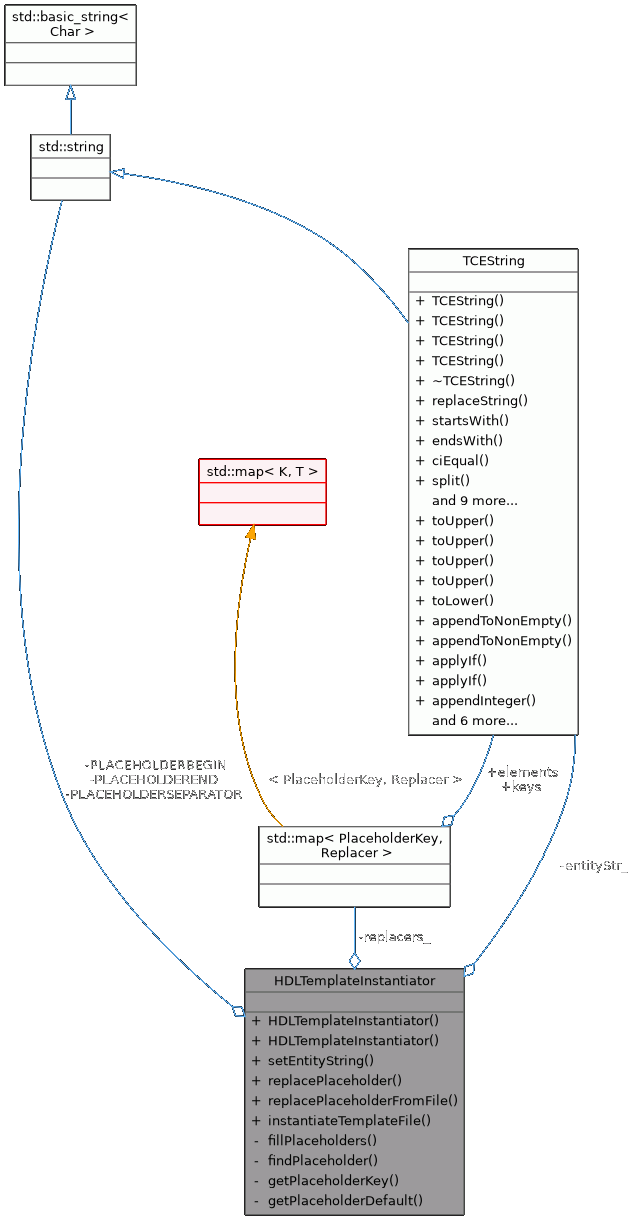 std::basic_string<
Char >
std::string
TCEString
+ TCEString()
+ TCEString()
+ TCEString()
+ TCEString()
+ ~TCEString()
+ replaceString()
+ startsWith()
+ endsWith()
+ ciEqual()
+ split()
and 9 more...
+ toUpper()
+ toUpper()
+ toUpper()
+ toUpper()
+ toLower()
+ appendToNonEmpty()
+ appendToNonEmpty()
+ applyIf()
+ applyIf()
+ appendInteger()
and 6 more...
std::map< K, T >
-PLACEHOLDERBEGIN
-PLACEHOLDEREND
-PLACEHOLDERSEPARATOR
< PlaceholderKey, Replacer >
+elements
+keys
std::map< PlaceholderKey,
Replacer >
-entityStr_
-replacers_
HDLTemplateInstantiator
+ HDLTemplateInstantiator()
+ HDLTemplateInstantiator()
+ setEntityString()
+ replacePlaceholder()
+ replacePlaceholderFromFile()
+ instantiateTemplateFile()
- fillPlaceholders()
- findPlaceholder()
- getPlaceholderKey()
- getPlaceholderDefault()